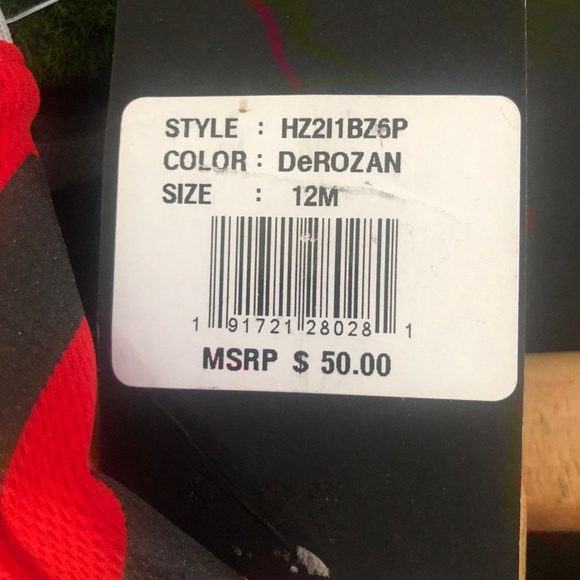 STYLE : HZ2I1BZ6P
COLOR : DeROZAN
SIZE : 12M
1 91721 28028 1
MSRP $ 50.00